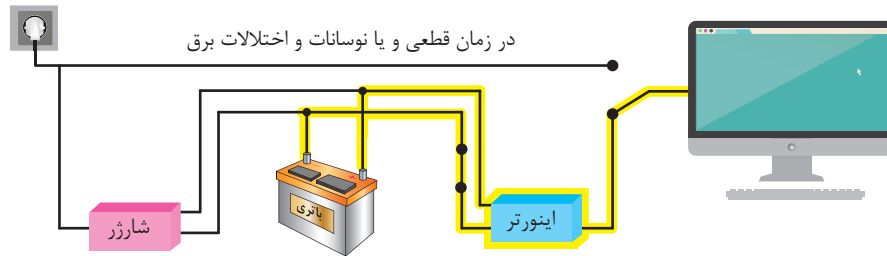 در زمان قطعی و یا نوسانات و اختلالات برق
باتری
اینورتر
شارژر